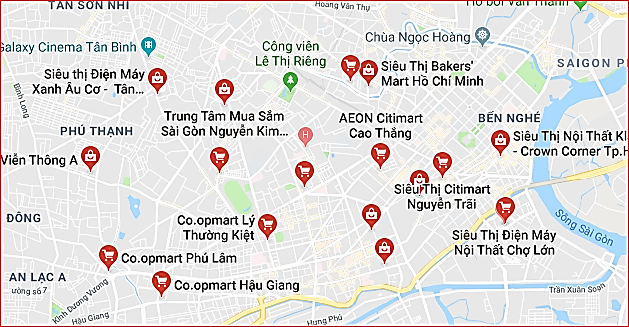 TÂN SƠN NHÌ
Hoàng Văn Thụ
Hồ bơi Văn Thánh
Galaxy Cinema Tân Bình
Chùa Ngọc Hoàng
Công viên
Lê Thị Riêng
Siêu Thị Bakers'
Mart Hồ Chí Minh
SAIGON P
Siêu thị Điện Máy
Xanh Âu Cơ - Tân...
Bình Long
Trung Tâm Mua Sắm
Sài Gòn Nguyễn Kim...
AEON Citimart
Cao Thắng
BẾN NGHÉ
PHÚ THẠNH
H
Siêu Thị Nội Thất Kl
- Crown Corner Tp.H
Viễn Thông A
Siêu Thị Citimart
Nguyễn Trãi
ĐÔNG
Co.opmart Lý
Thường Kiệt
Siêu Thị Điện Máy
Nội Thất Chợ Lớn
Sông Sài Gòn
Co.opmart Phú Lâm
AN LẠC A
Co.opmart Hậu Giang
ường số 7
Kinh Dương Vương
Trần Xuân Soạn
Hậu Giang
Hưng Phú